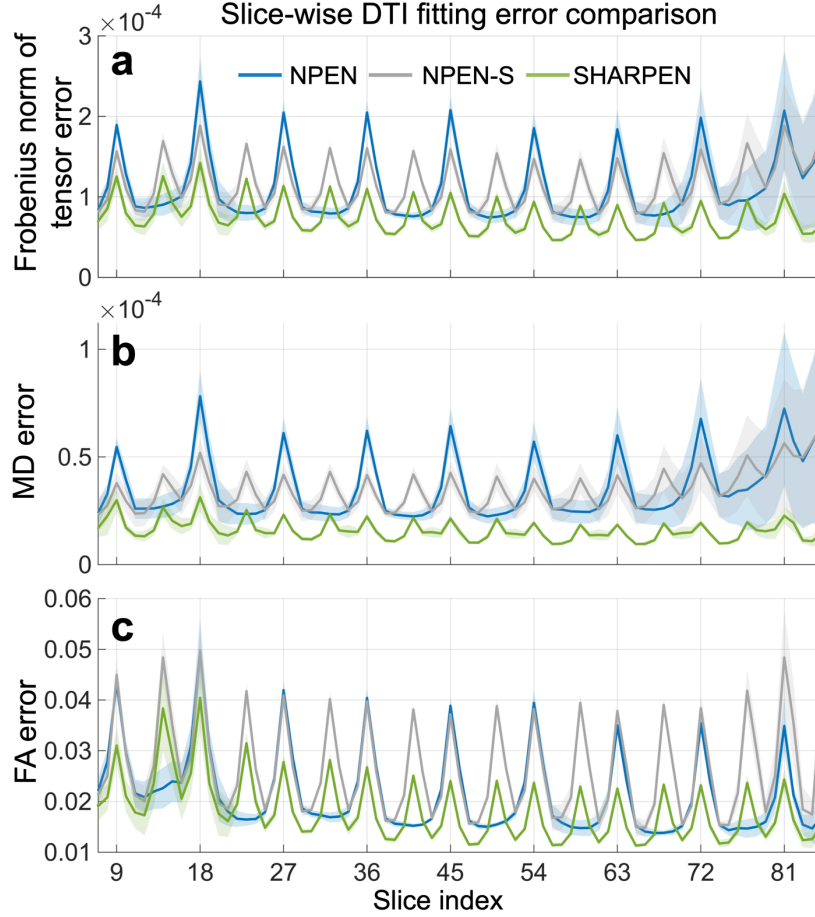 Slice-wise DTI fitting error comparison
×10⁻⁴
a
NPEN NPEN-S SHARPEN
Frobenius norm of
tensor error
3
2
1
0
×10⁻⁴
b
MD error
1
0.5
0
c
FA error
0.06
0.05
0.04
0.03
0.02
0.01
9 18 27 36 45 54 63 72 81
Slice index